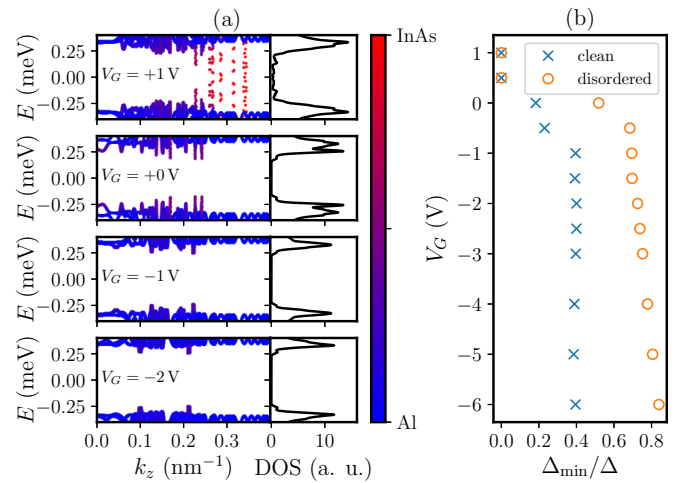 (a)
(b)
E (meV)
0.25
0.00
−0.25
V_G = +1 V
InAs
E (meV)
0.25
0.00
−0.25
V_G = +0 V
E (meV)
0.25
0.00
−0.25
V_G = −1 V
E (meV)
0.25
0.00
−0.25
V_G = −2 V
Al
0.0 0.1 0.2 0.3 0 10
k_z (nm⁻¹) DOS (a. u.)
clean
disordered
V_G (V)
1
0
−1
−2
−3
−4
−5
−6
0.0 0.2 0.4 0.6 0.8
Δ_min/Δ